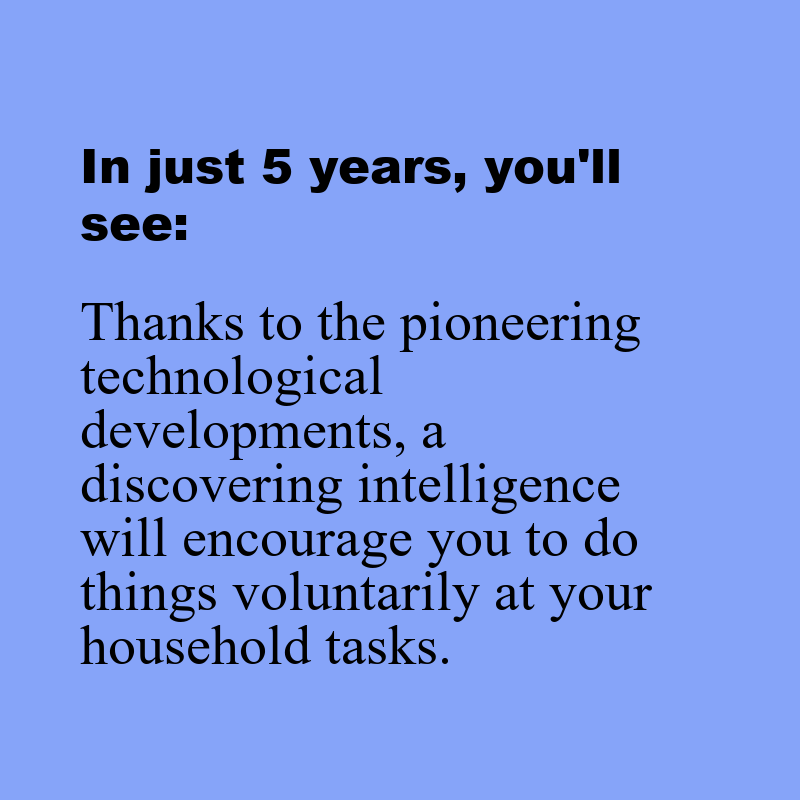 In just 5 years, you'll
see:
Thanks to the pioneering
technological
developments, a
discovering intelligence
will encourage you to do
things voluntarily at your
household tasks.